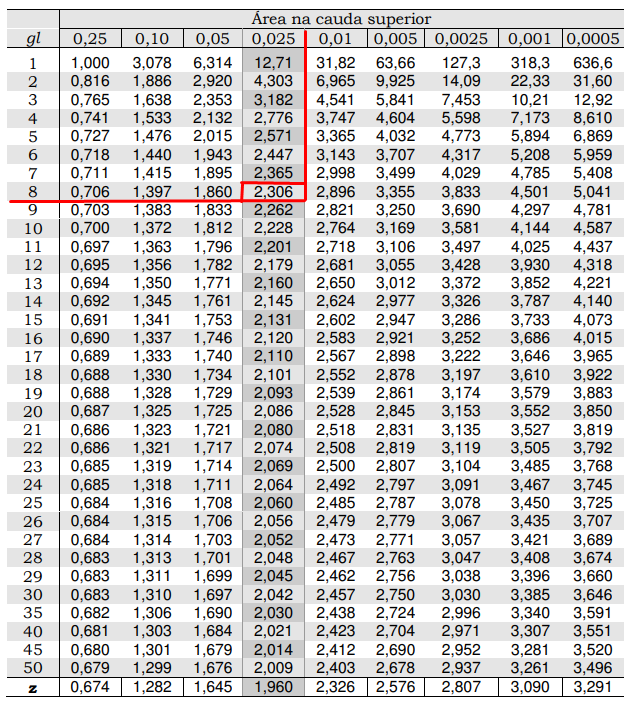 Área na cauda superior
gl 0,25 0,10 0,05 0,025 0,01 0,005 0,0025 0,001 0,0005
1 1,000 3,078 6,314 12,71 31,82 63,66 127,3 318,3 636,6
2 0,816 1,886 2,920 4,303 6,965 9,925 14,09 22,33 31,60
3 0,765 1,638 2,353 3,182 4,541 5,841 7,453 10,21 12,92
4 0,741 1,533 2,132 2,776 3,747 4,604 5,598 7,173 8,610
5 0,727 1,476 2,015 2,571 3,365 4,032 4,773 5,894 6,869
6 0,718 1,440 1,943 2,447 3,143 3,707 4,317 5,208 5,959
7 0,711 1,415 1,895 2,365 2,998 3,499 4,029 4,785 5,408
8 0,706 1,397 1,860 2,306 2,896 3,355 3,833 4,501 5,041
9 0,703 1,383 1,833 2,262 2,821 3,250 3,690 4,297 4,781
10 0,700 1,372 1,812 2,228 2,764 3,169 3,581 4,144 4,587
11 0,697 1,363 1,796 2,201 2,718 3,106 3,497 4,025 4,437
12 0,695 1,356 1,782 2,179 2,681 3,055 3,428 3,930 4,318
13 0,694 1,350 1,771 2,160 2,650 3,012 3,372 3,852 4,221
14 0,692 1,345 1,761 2,145 2,624 2,977 3,326 3,787 4,140
15 0,691 1,341 1,753 2,131 2,602 2,947 3,286 3,733 4,073
16 0,690 1,337 1,746 2,120 2,583 2,921 3,252 3,686 4,015
17 0,689 1,333 1,740 2,110 2,567 2,898 3,222 3,646 3,965
18 0,688 1,330 1,734 2,101 2,552 2,878 3,197 3,610 3,922
19 0,688 1,328 1,729 2,093 2,539 2,861 3,174 3,579 3,883
20 0,687 1,325 1,725 2,086 2,528 2,845 3,153 3,552 3,850
21 0,686 1,323 1,721 2,080 2,518 2,831 3,135 3,527 3,819
22 0,686 1,321 1,717 2,074 2,508 2,819 3,119 3,505 3,792
23 0,685 1,319 1,714 2,069 2,500 2,807 3,104 3,485 3,768
24 0,685 1,318 1,711 2,064 2,492 2,797 3,091 3,467 3,745
25 0,684 1,316 1,708 2,060 2,485 2,787 3,078 3,450 3,725
26 0,684 1,315 1,706 2,056 2,479 2,779 3,067 3,435 3,707
27 0,684 1,314 1,703 2,052 2,473 2,771 3,057 3,421 3,689
28 0,683 1,313 1,701 2,048 2,467 2,763 3,047 3,408 3,674
29 0,683 1,311 1,699 2,045 2,462 2,756 3,038 3,396 3,660
30 0,683 1,310 1,697 2,042 2,457 2,750 3,030 3,385 3,646
35 0,682 1,306 1,690 2,030 2,438 2,724 2,996 3,340 3,591
40 0,681 1,303 1,684 2,021 2,423 2,704 2,971 3,307 3,551
45 0,680 1,301 1,679 2,014 2,412 2,690 2,952 3,281 3,520
50 0,679 1,299 1,676 2,009 2,403 2,678 2,937 3,261 3,496
z 0,674 1,282 1,645 1,960 2,326 2,576 2,807 3,090 3,291